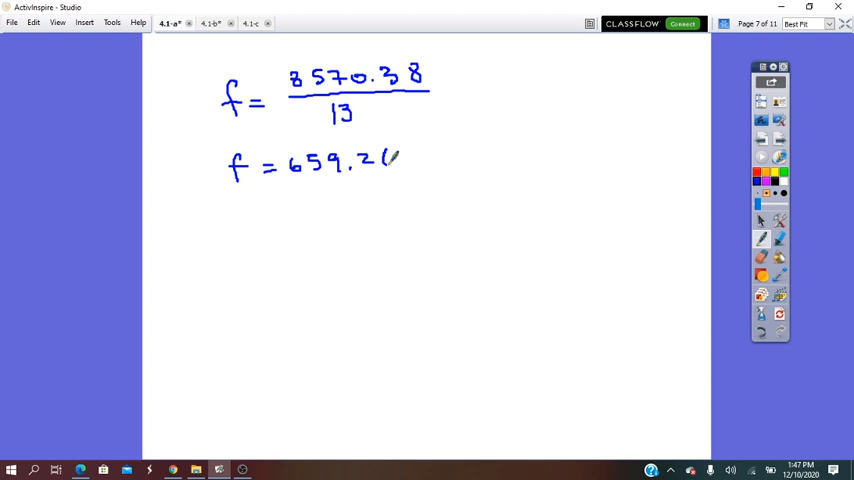 ActivInspire - Studio
File Edit View Insert Tools Help
4.1-a* 4.1-b* 4.1-c
CLASSFLOW Connect
Page 7 of 11
Best Fit
f = 8570.38
13
f = 659.2
1:47 PM
12/10/2020